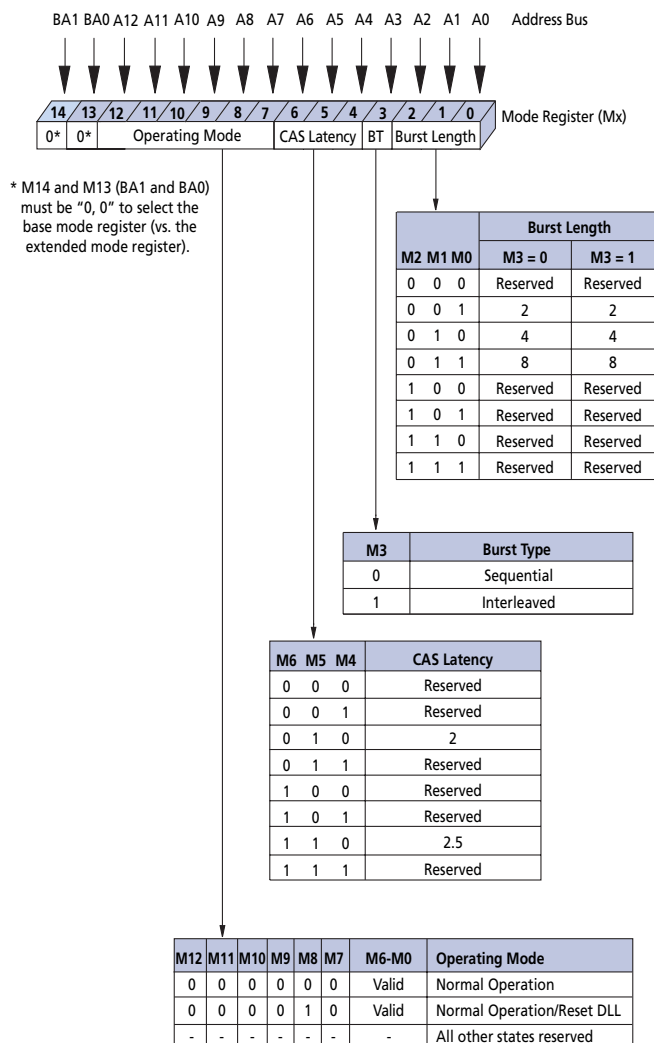 BA1 BA0 A12 A11 A10 A9 A8 A7 A6 A5 A4 A3 A2 A1 A0 Address Bus
14 13 12 11 10 9 8 7 6 5 4 3 2 1 0 Mode Register (Mx)
0* 0* Operating Mode CAS Latency BT Burst Length
* M14 and M13 (BA1 and BA0)
must be “0, 0” to select the
base mode register (vs. the
extended mode register).
Burst Length
M2 M1 M0 M3 = 0 M3 = 1
0 0 0 Reserved Reserved
0 0 1 2 2
0 1 0 4 4
0 1 1 8 8
1 0 0 Reserved Reserved
1 0 1 Reserved Reserved
1 1 0 Reserved Reserved
1 1 1 Reserved Reserved
M3 Burst Type
0 Sequential
1 Interleaved
M6 M5 M4 CAS Latency
0 0 0 Reserved
0 0 1 Reserved
0 1 0 2
0 1 1 Reserved
1 0 0 Reserved
1 0 1 Reserved
1 1 0 2.5
1 1 1 Reserved
M12 M11 M10 M9 M8 M7 M6-M0 Operating Mode
0 0 0 0 0 0 Valid Normal Operation
0 0 0 0 1 0 Valid Normal Operation/Reset DLL
- - - - - - - All other states reserved